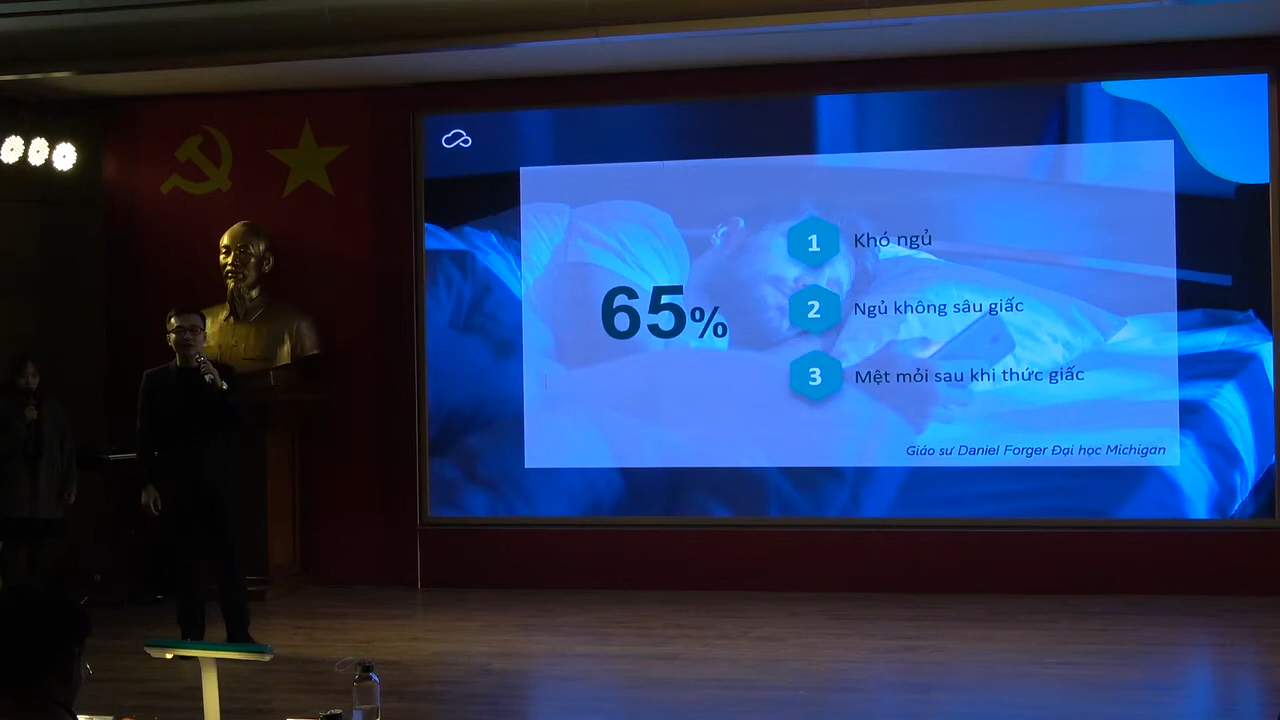 65%
1 Khó ngủ
2 Ngủ không sâu giấc
3 Mệt mỏi sau khi thức giấc
Giáo sư Daniel Forger Đại học Michigan